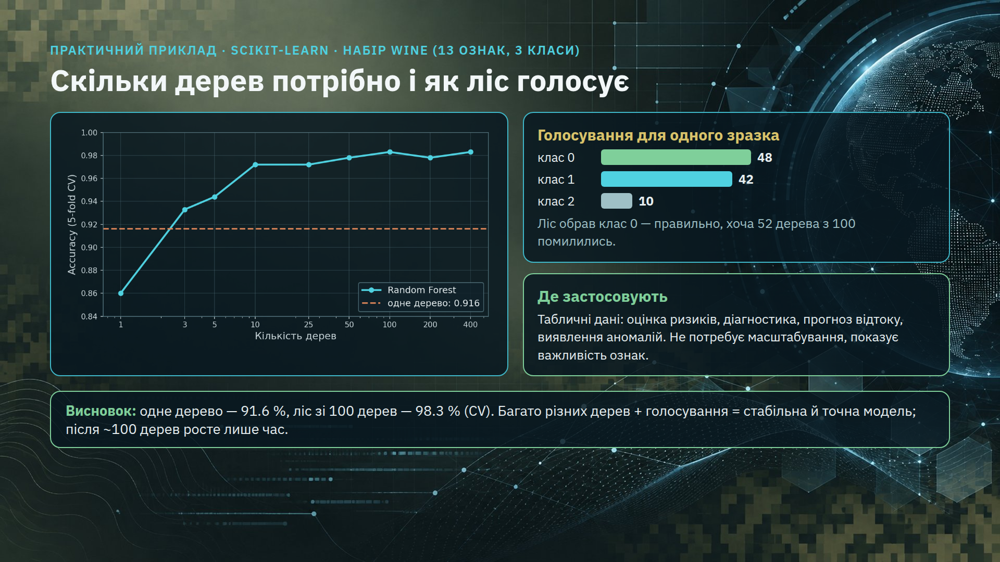 ПРАКТИЧНИЙ ПРИКЛАД · SCIKIT-LEARN · НАБІР WINE (13 ОЗНАК, 3 КЛАСИ)
Скільки дерев потрібно і як ліс голосує
1.00
0.98
0.96
0.94
0.92
0.90
0.88
0.86
0.84
Accuracy (5-fold CV)
1 3 5 10 25 50 100 200 400
Кількість дерев
Random Forest
одне дерево: 0.916
Голосування для одного зразка
клас 0 48
клас 1 42
клас 2 10
Ліс обрав клас 0 — правильно, хоча 52 дерева з 100
помилились.
Де застосовують
Табличні дані: оцінка ризиків, діагностика, прогноз відтоку,
виявлення аномалій. Не потребує масштабування, показує
важливість ознак.
Висновок: одне дерево — 91.6 %, ліс зі 100 дерев — 98.3 % (CV). Багато різних дерев + голосування = стабільна й точна модель;
після ~100 дерев росте лише час.